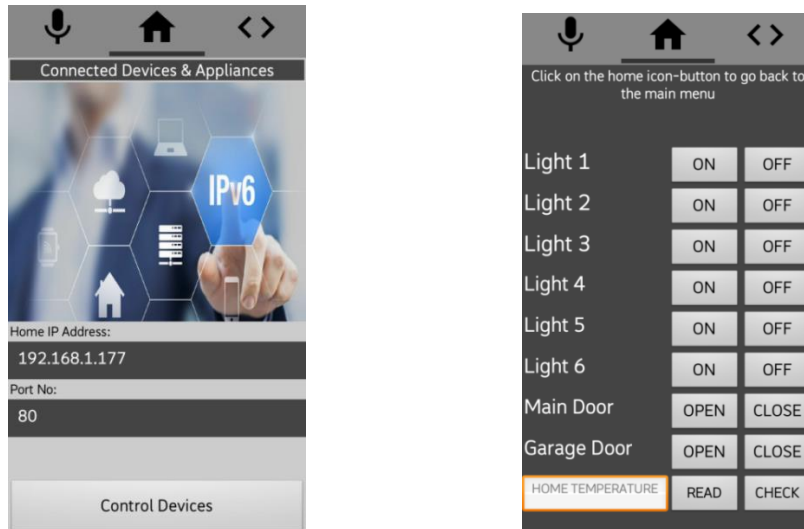 Connected Devices & Appliances
IPv6
Home IP Address:
192.168.1.177
Port No:
80
Control Devices
Click on the home icon-button to go back to
the main menu
Light 1 ON OFF
Light 2 ON OFF
Light 3 ON OFF
Light 4 ON OFF
Light 5 ON OFF
Light 6 ON OFF
Main Door OPEN CLOSE
Garage Door OPEN CLOSE
HOME TEMPERATURE READ CHECK